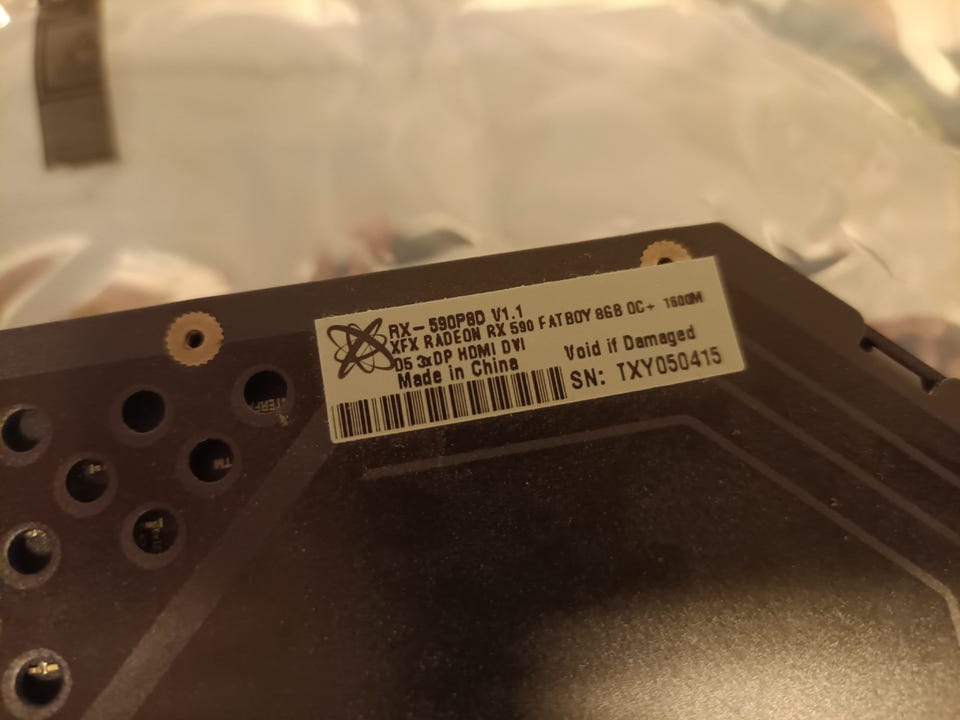 RX-590P8D V1.1
XFX RADEON RX 590 FATBOY 8GB OC+ 1600M
D5 3xDP HDMI DVI
Made in China
Void if Damaged
SN: TXY050415
TM